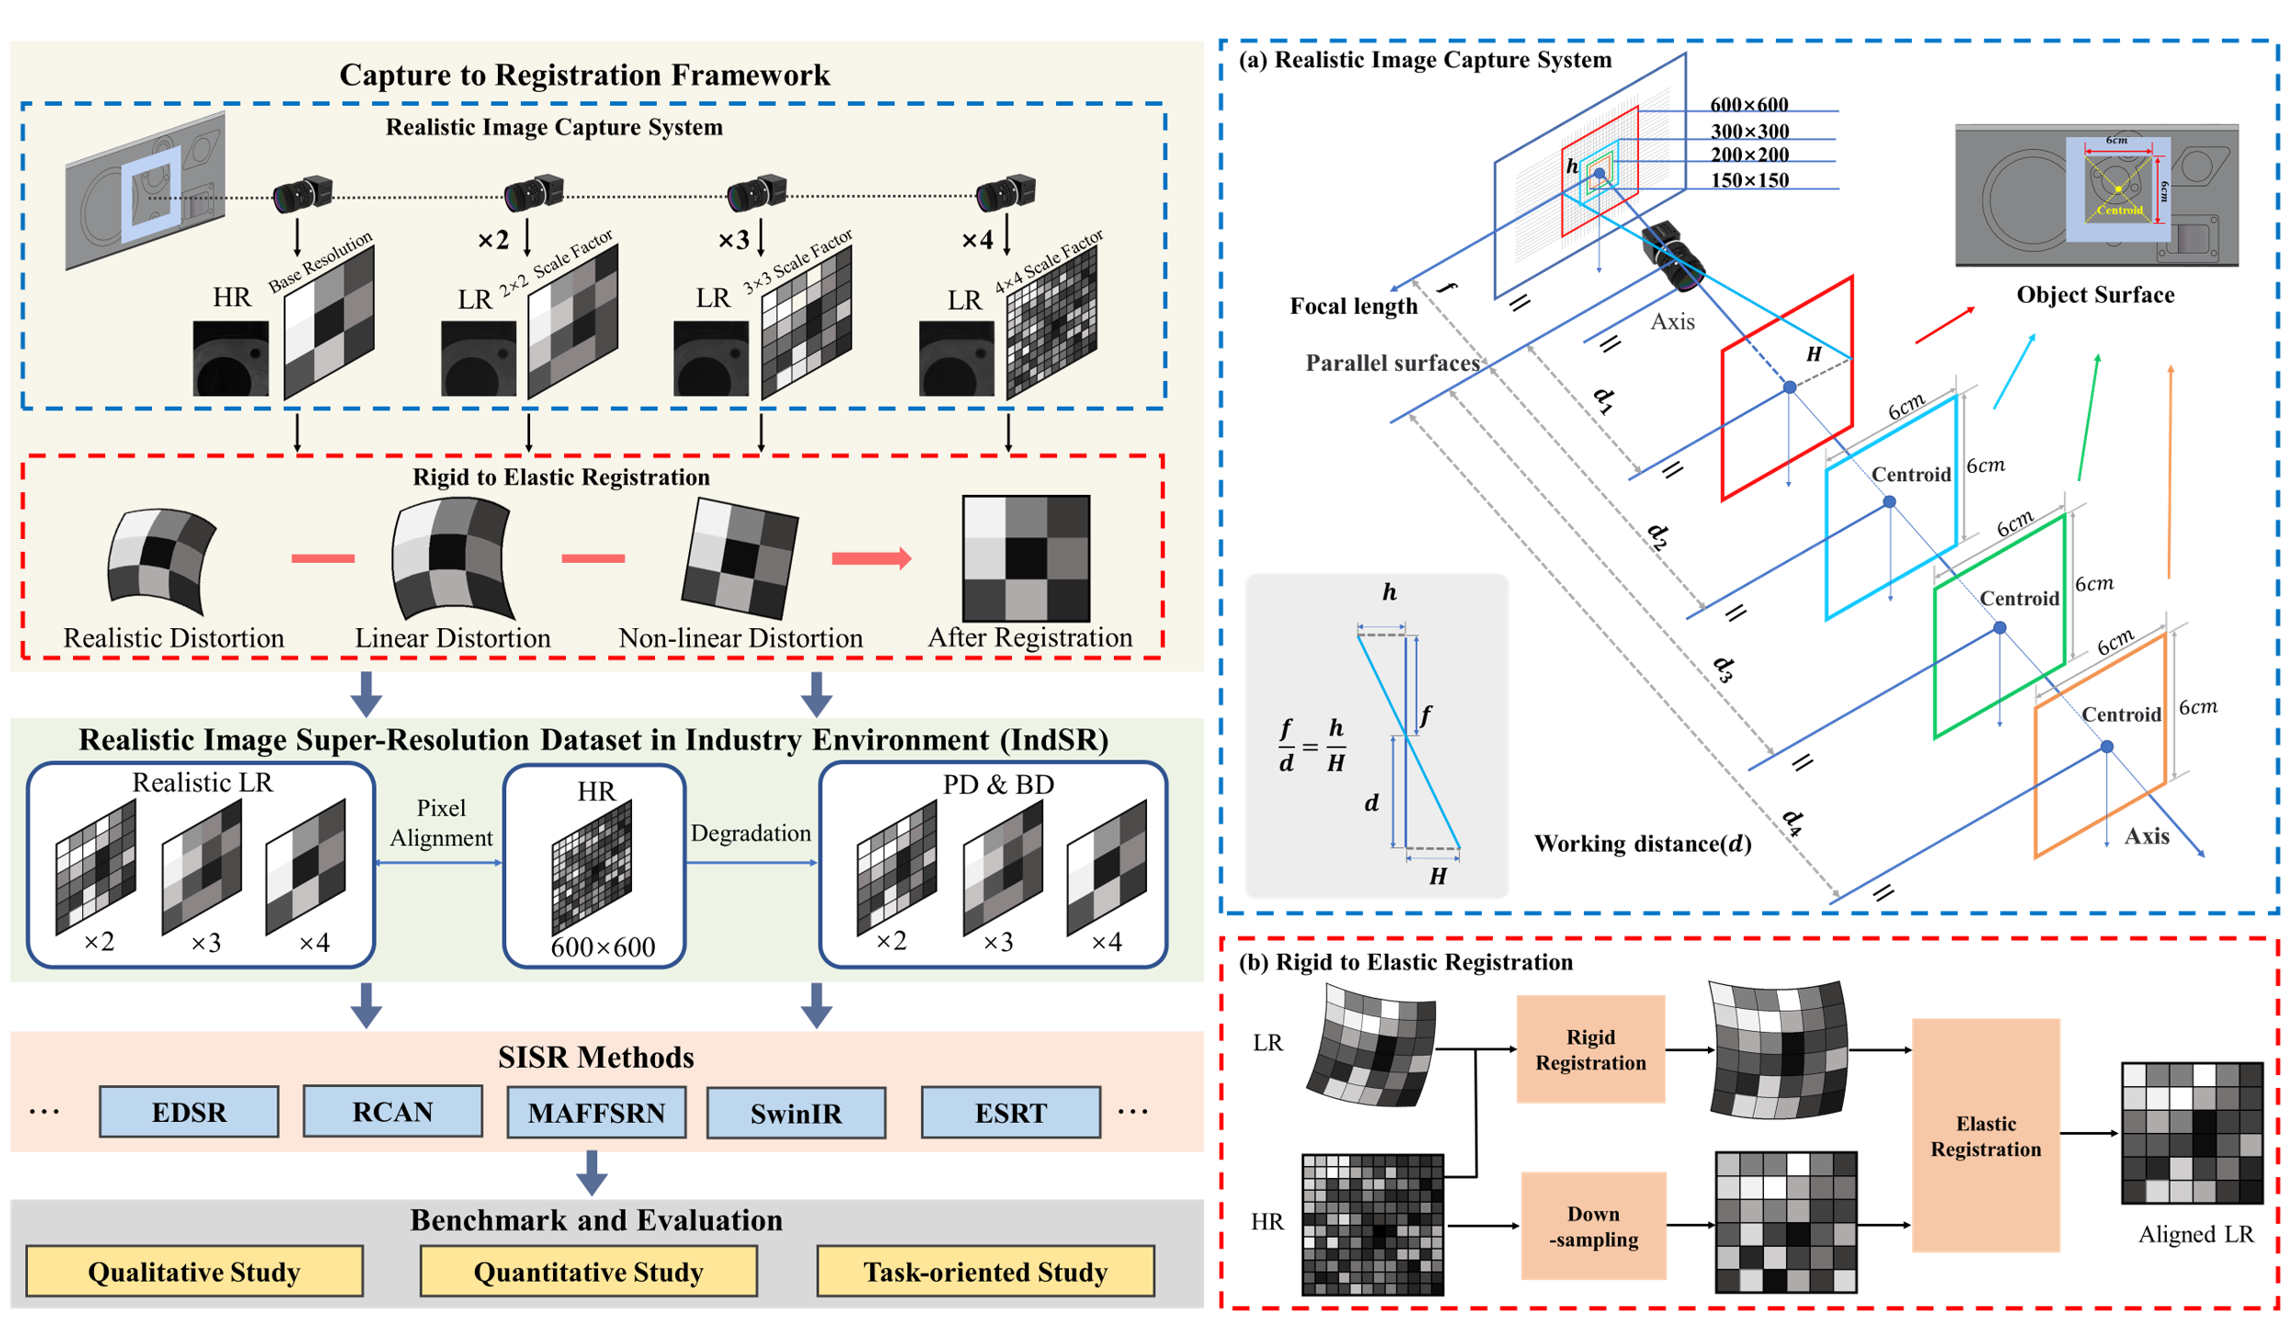 Capture to Registration Framework
Realistic Image Capture System
×2
×3
×4
HR
Base Resolution
LR
2×2 Scale Factor
LR
3×3 Scale Factor
LR
4×4 Scale Factor
Rigid to Elastic Registration
Realistic Distortion
Linear Distortion
Non-linear Distortion
After Registration
Realistic Image Super-Resolution Dataset in Industry Environment (IndSR)
Realistic LR
×2
×3
×4
Pixel
Alignment
HR
600×600
Degradation
PD & BD
×2
×3
×4
SISR Methods
...
EDSR
RCAN
MAFFSRN
SwinIR
ESRT
...
Benchmark and Evaluation
Qualitative Study
Quantitative Study
Task-oriented Study
(a) Realistic Image Capture System
600×600
300×300
200×200
150×150
h
6cm
6cm
Centroid
Object Surface
f
Focal length
Axis
Parallel surfaces
H
d1
6cm
Centroid
6cm
d2
6cm
Centroid
6cm
d3
6cm
Centroid
6cm
d4
Axis
Working distance(d)
h
f
f/d = h/H
d
H
(b) Rigid to Elastic Registration
LR
Rigid
Registration
HR
Down
-sampling
Elastic
Registration
Aligned LR